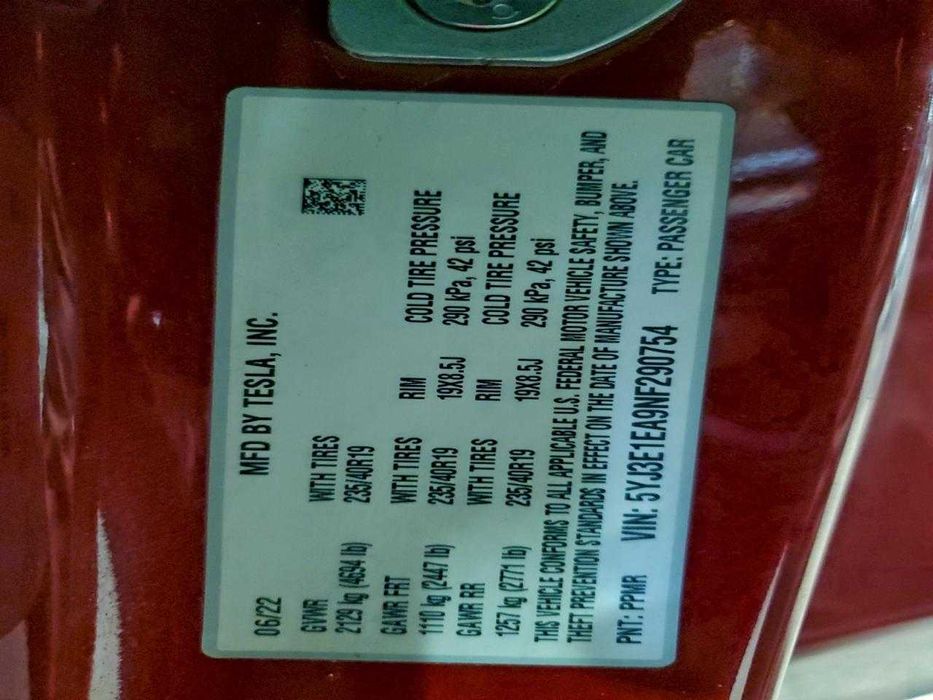 MFD BY TESLA, INC.
06/22
GVWR WITH TIRES
2129 kg (4694 lb) 235/40R19
GAWR FRT WITH TIRES RIM COLD TIRE PRESSURE
1110 kg (2447 lb) 235/40R19 19X8.5J 290 kPa, 42 psi
GAWR RR WITH TIRES RIM COLD TIRE PRESSURE
1257 kg (2771 lb) 235/40R19 19X8.5J 290 kPa, 42 psi
THIS VEHICLE CONFORMS TO ALL APPLICABLE U.S. FEDERAL MOTOR VEHICLE SAFETY, BUMPER, AND
THEFT PREVENTION STANDARDS IN EFFECT ON THE DATE OF MANUFACTURE SHOWN ABOVE.
PNT: PPMR VIN: 5YJ3E1EA9NF290754 TYPE: PASSENGER CAR